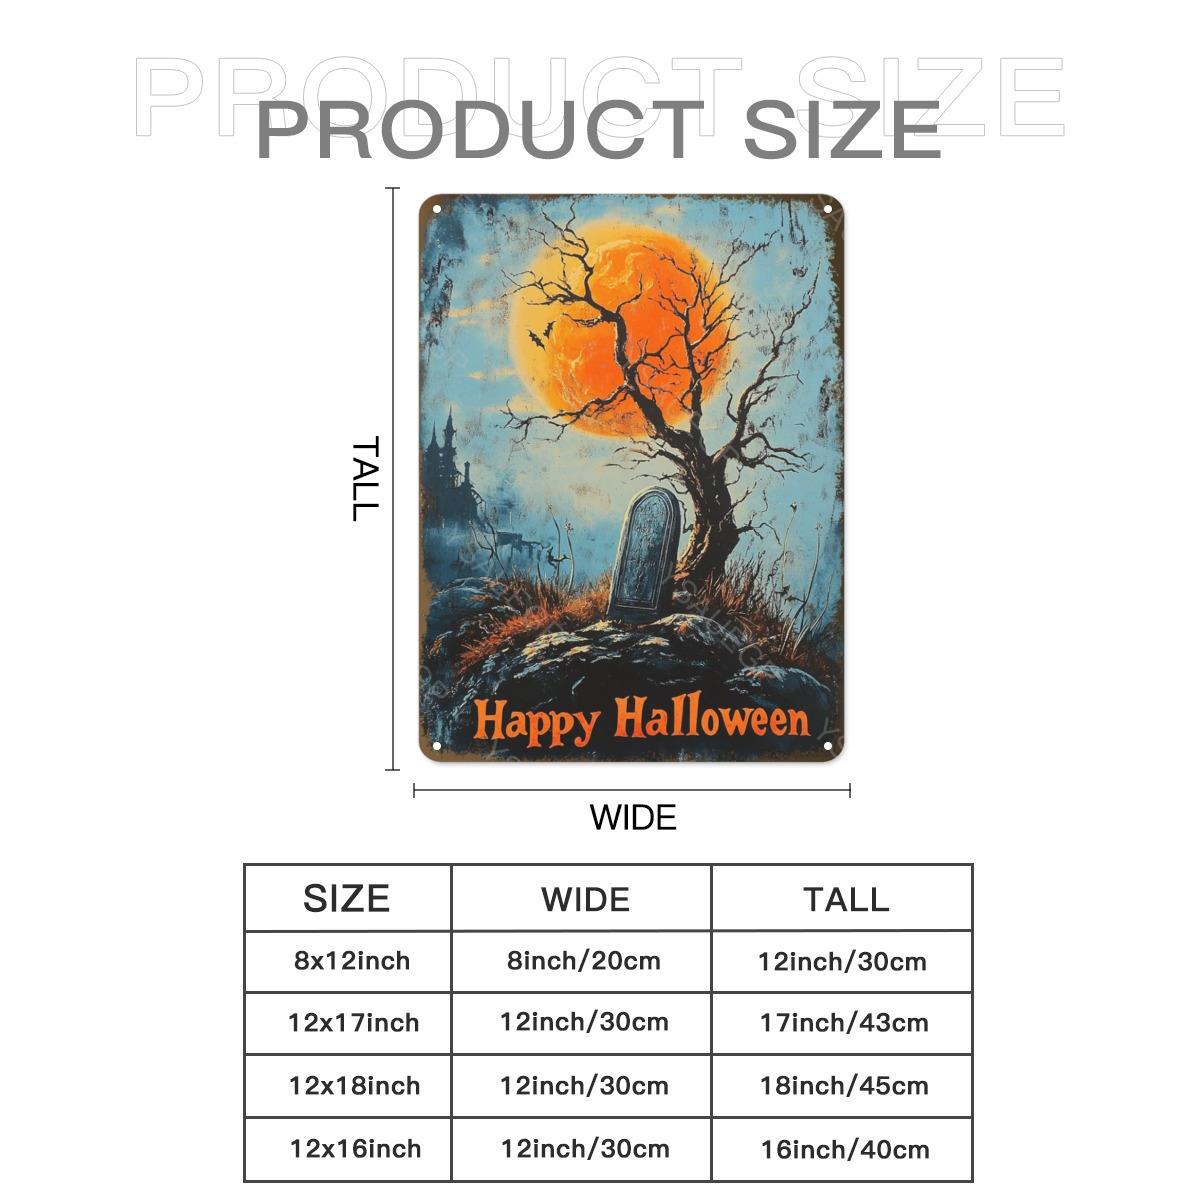 PRODUCT SIZE
PRODUCT SIZE
TALL
Happy Halloween
WIDE
SIZE WIDE TALL
8x12inch 8inch/20cm 12inch/30cm
12x17inch 12inch/30cm 17inch/43cm
12x18inch 12inch/30cm 18inch/45cm
12x16inch 12inch/30cm 16inch/40cm